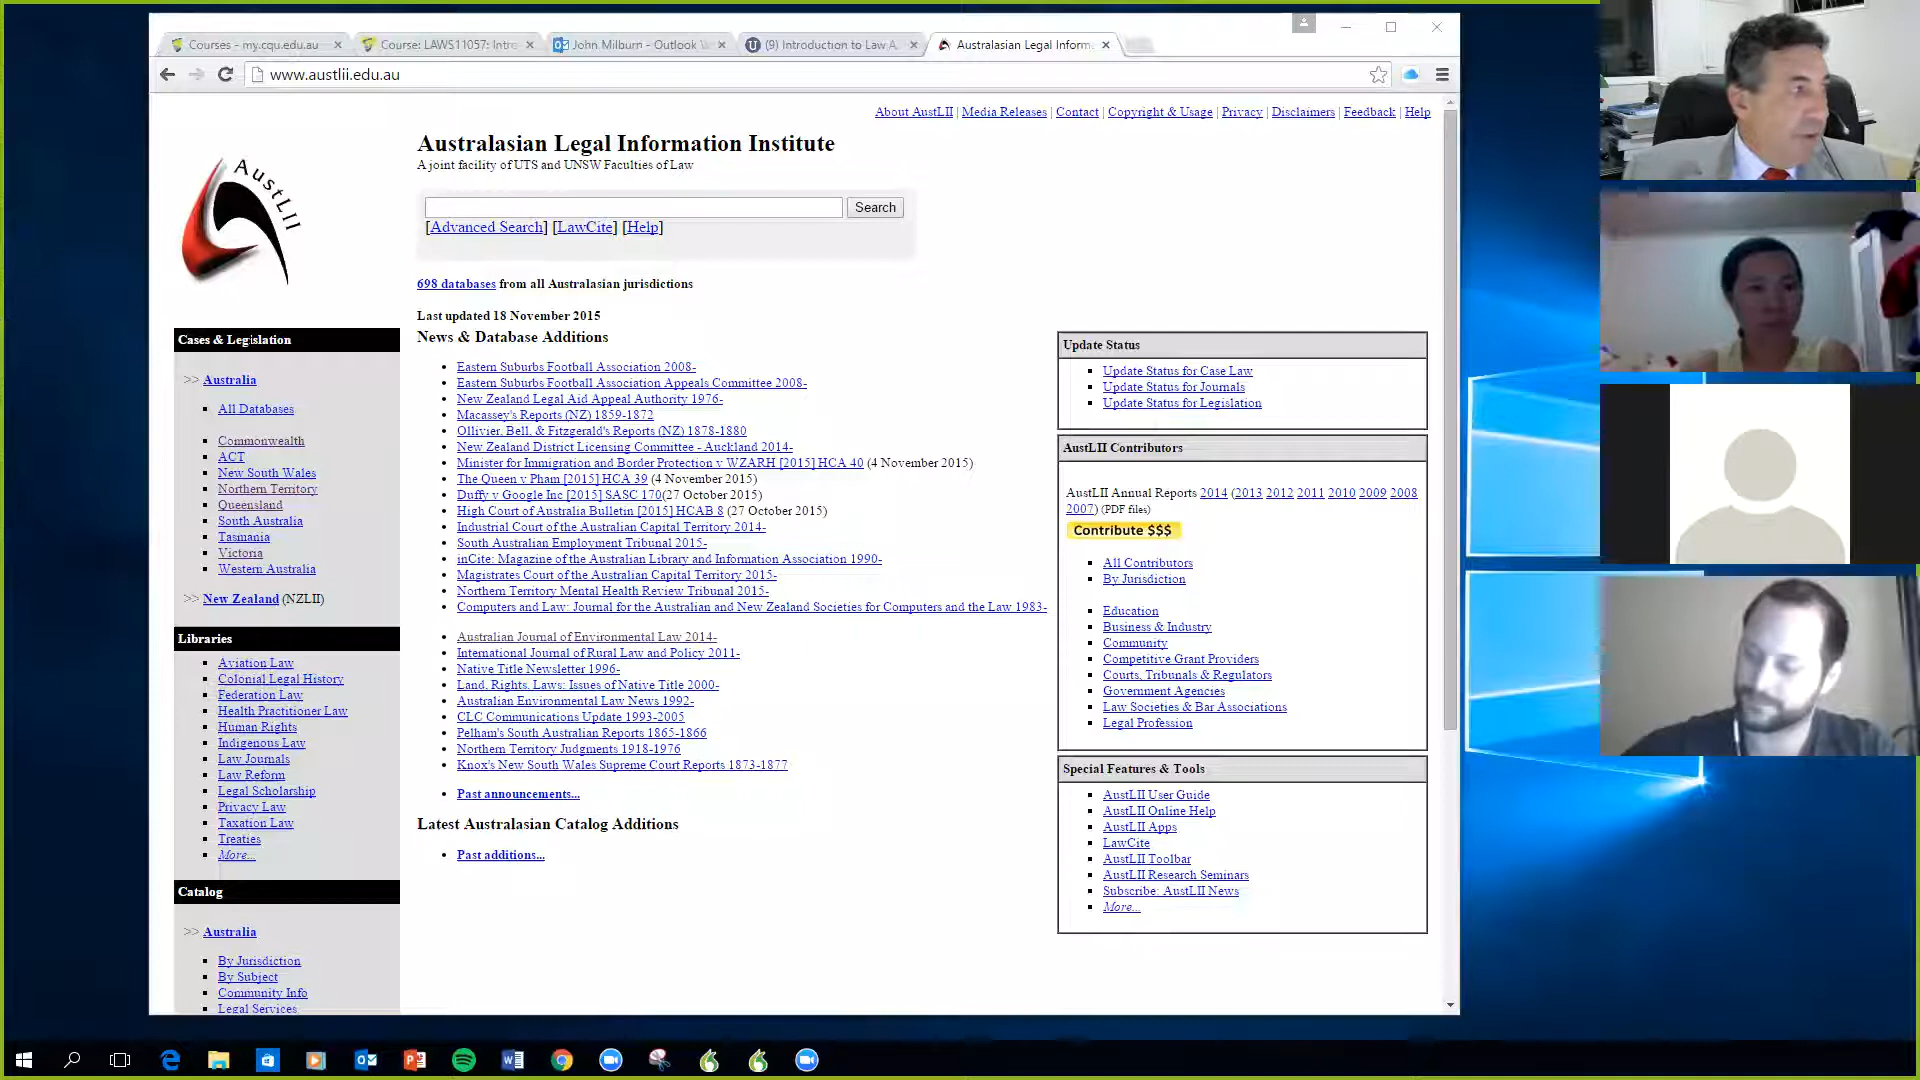 Courses - my.cqu.edu.au
Course: LAWS11057: Intro
John Milburn - Outlook W
(9) Introduction to Law A
Australasian Legal Inform
www.austlii.edu.au
About AustLII | Media Releases | Contact | Copyright & Usage | Privacy | Disclaimers | Feedback | Help
AustLII
Australasian Legal Information Institute
A joint facility of UTS and UNSW Faculties of Law
Search
[Advanced Search] [LawCite] [Help]
698 databases from all Australasian jurisdictions
Last updated 18 November 2015
Cases & Legislation
>> Australia
All Databases
Commonwealth
ACT
New South Wales
Northern Territory
Queensland
South Australia
Tasmania
Victoria
Western Australia
>> New Zealand (NZLII)
Libraries
Aviation Law
Colonial Legal History
Federation Law
Health Practitioner Law
Human Rights
Indigenous Law
Law Journals
Law Reform
Legal Scholarship
Privacy Law
Taxation Law
Treaties
More...
Catalog
>> Australia
By Jurisdiction
By Subject
Community Info
Legal Services
News & Database Additions
Eastern Suburbs Football Association 2008-
Eastern Suburbs Football Association Appeals Committee 2008-
New Zealand Legal Aid Appeal Authority 1976-
Macassey's Reports (NZ) 1859-1872
Ollivier, Bell, & Fitzgerald's Reports (NZ) 1878-1880
New Zealand District Licensing Committee - Auckland 2014-
Minister for Immigration and Border Protection v WZARH [2015] HCA 40 (4 November 2015)
The Queen v Pham [2015] HCA 39 (4 November 2015)
Duffy v Google Inc [2015] SASC 170(27 October 2015)
High Court of Australia Bulletin [2015] HCAB 8 (27 October 2015)
Industrial Court of the Australian Capital Territory 2014-
South Australian Employment Tribunal 2015-
inCite: Magazine of the Australian Library and Information Association 1990-
Magistrates Court of the Australian Capital Territory 2015-
Northern Territory Mental Health Review Tribunal 2015-
Computers and Law: Journal for the Australian and New Zealand Societies for Computers and the Law 1983-
Australian Journal of Environmental Law 2014-
International Journal of Rural Law and Policy 2011-
Native Title Newsletter 1996-
Land, Rights, Laws: Issues of Native Title 2000-
Australian Environmental Law News 1992-
CLC Communications Update 1993-2005
Pelham's South Australian Reports 1865-1866
Northern Territory Judgments 1918-1976
Knox's New South Wales Supreme Court Reports 1873-1877
Past announcements...
Latest Australasian Catalog Additions
Past additions...
Update Status
Update Status for Case Law
Update Status for Journals
Update Status for Legislation
AustLII Contributors
AustLII Annual Reports 2014 (2013 2012 2011 2010 2009 2008
2007) (PDF files)
Contribute $$$
All Contributors
By Jurisdiction
Education
Business & Industry
Community
Competitive Grant Providers
Courts, Tribunals & Regulators
Government Agencies
Law Societies & Bar Associations
Legal Profession
Special Features & Tools
AustLII User Guide
AustLII Online Help
AustLII Apps
LawCite
AustLII Toolbar
AustLII Research Seminars
Subscribe: AustLII News
More...